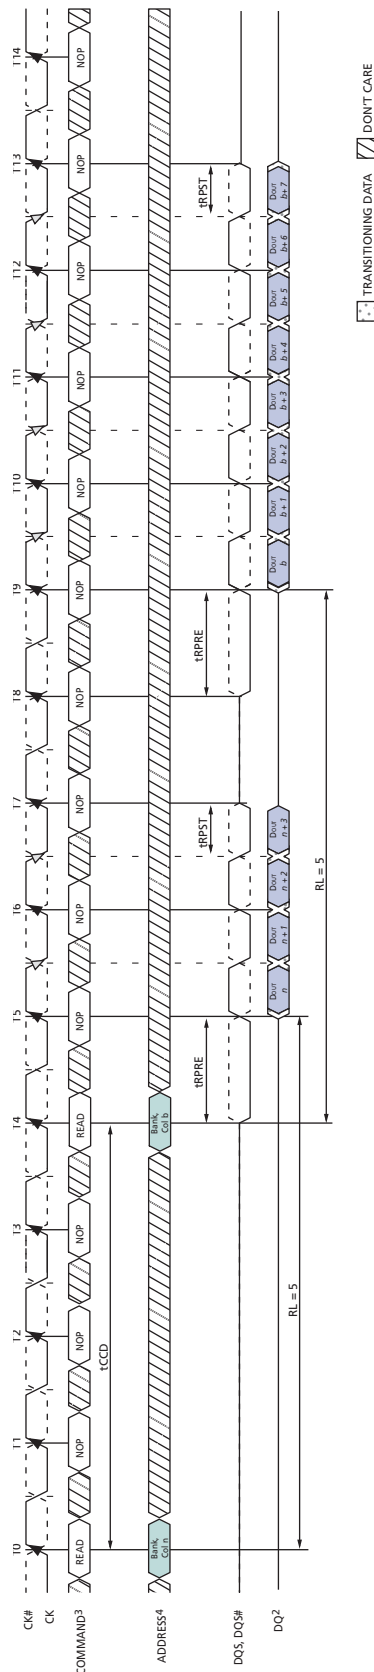 T0 T1 T2 T3 T4 T5 T6 T7 T8 T9 T10 T11 T12 T13 T14
CK#
CK
COMMAND³ READ NOP NOP NOP READ NOP NOP NOP NOP NOP NOP NOP NOP NOP NOP
tCCD
ADDRESS⁴ Bank, Col n Bank, Col b
tRPRE tRPST tRPRE tRPST
DQS, DQS#
DQ² DOUT n DOUT n + 1 DOUT n + 2 DOUT n + 3 DOUT b DOUT b + 1 DOUT b + 2 DOUT b + 3 DOUT b + 4 DOUT b + 5 DOUT b + 6 DOUT b + 7
RL = 5
RL = 5
TRANSITIONING DATA DON'T CARE